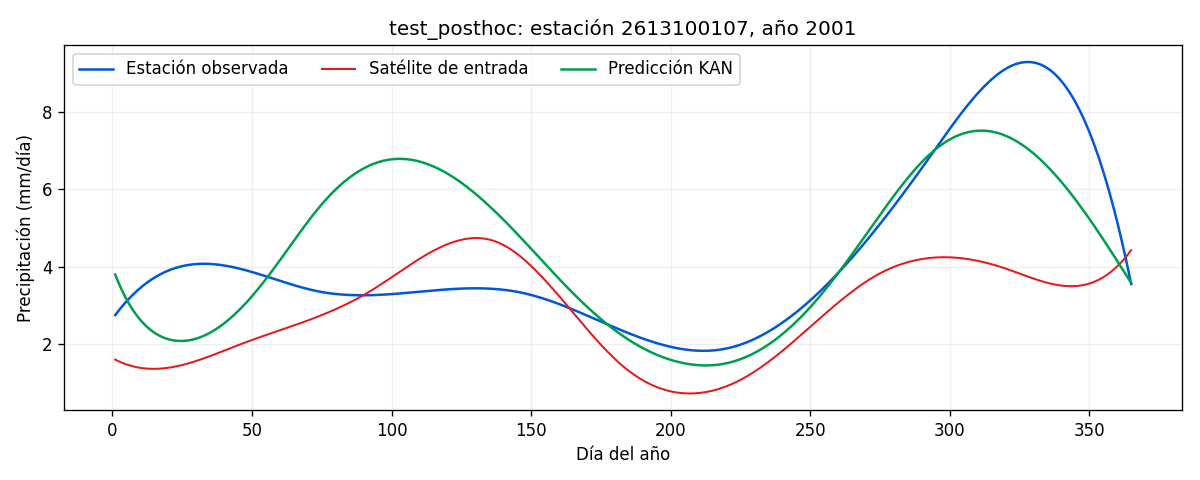 test_posthoc: estación 2613100107, año 2001
Estación observada
Satélite de entrada
Predicción KAN
Precipitación (mm/día)
8
6
4
2
0 50 100 150 200 250 300 350
Día del año